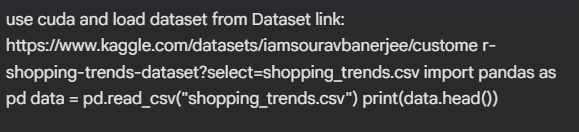 use cuda and load dataset from Dataset link:
https://www.kaggle.com/datasets/iamsouravbanerjee/custome r-
shopping-trends-dataset?select=shopping_trends.csv import pandas as
pd data = pd.read_csv("shopping_trends.csv") print(data.head())